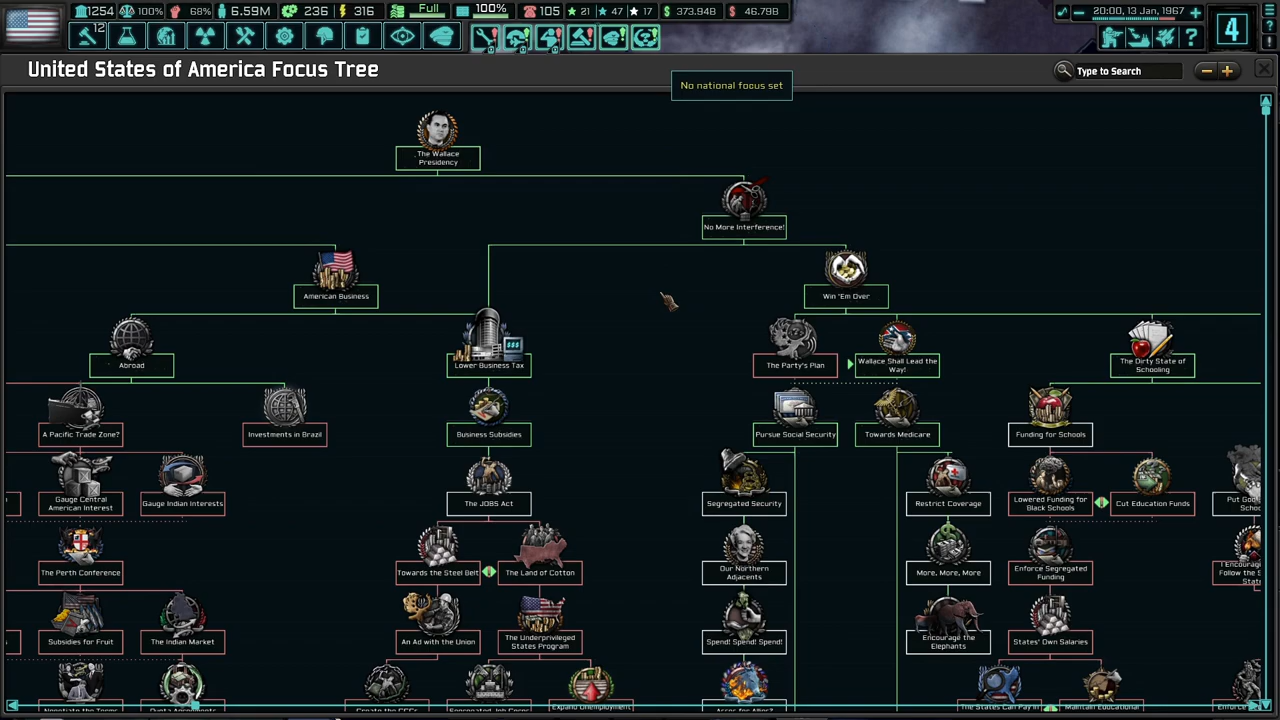 1254 100% 68% 6.59M 236 316 Full 100% 105 21 47 17 373.94B 46.79B 20:00, 13 Jan, 1967
12
4
United States of America Focus Tree
Type to Search
No national focus set
The Wallace
Presidency
No More Interference!
American Business
Win 'Em Over
Abroad
Lower Business Tax
The Party's Plan
Wallace Shall Lead the
Way!
The Dirty State of
Schooling
A Pacific Trade Zone?
Investments in Brazil
Business Subsidies
Pursue Social Security
Towards Medicare
Funding for Schools
Gauge Central
American Interest
Gauge Indian Interests
The JOBS Act
Segregated Security
Restrict Coverage
Lowered Funding for
Black Schools
Cut Education Funds
The Perth Conference
Towards the Steel Belt
The Land of Cotton
Our Northern
Adjacents
More, More, More
Enforce Segregated
Funding
Subsidies for Fruit
The Indian Market
An Ad with the Union
The Underprivileged
States Program
Spend! Spend! Spend!
Encourage the
Elephants
States' Own Salaries